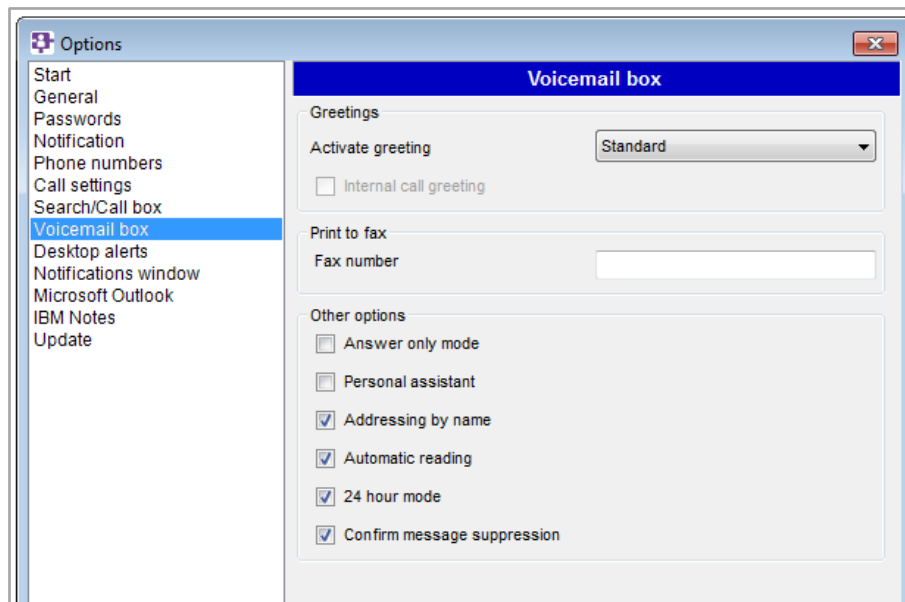 Options
Start
General
Passwords
Notification
Phone numbers
Call settings
Search/Call box
Voicemail box
Desktop alerts
Notifications window
Microsoft Outlook
IBM Notes
Update
Voicemail box
Greetings
Activate greeting Standard
Internal call greeting
Print to fax
Fax number
Other options
Answer only mode
Personal assistant
Addressing by name
Automatic reading
24 hour mode
Confirm message suppression